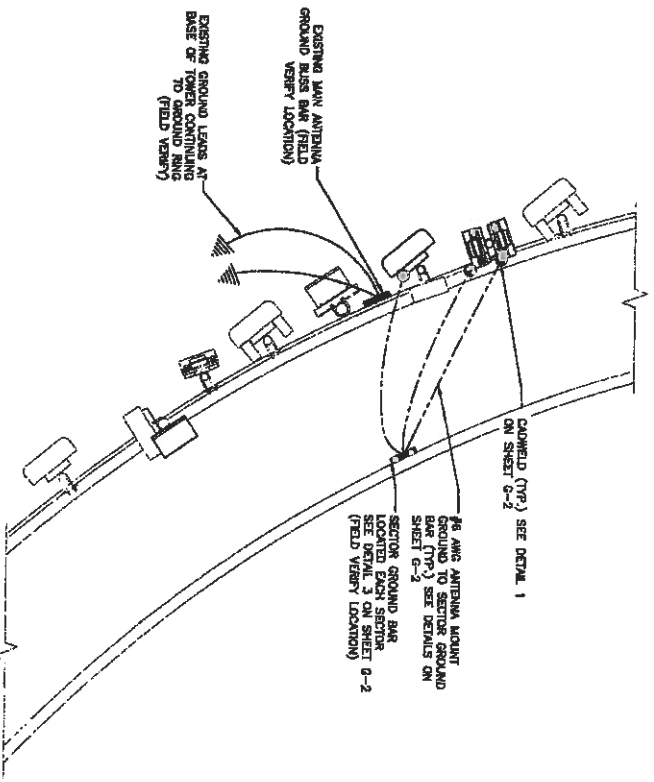 EXISTING GROUND LEADS AT
BASE OF TOWER CONTINUING
TO GROUND RING
(FIELD VERIFY)
EXISTING MAIN ANTENNA
GROUND BUSS BAR (FIELD
VERIFY LOCATION)
CADWELD (TYP.) SEE DETAIL 1
ON SHEET G-2
#6 AWG ANTENNA MOUNT
GROUND TO SECTOR GROUND
BAR (TYP.) SEE DETAILS ON
SHEET G-2
SECTOR GROUND BAR
LOCATED EACH SECTOR
SEE DETAIL 3 ON SHEET G-2
(FIELD VERIFY LOCATION)